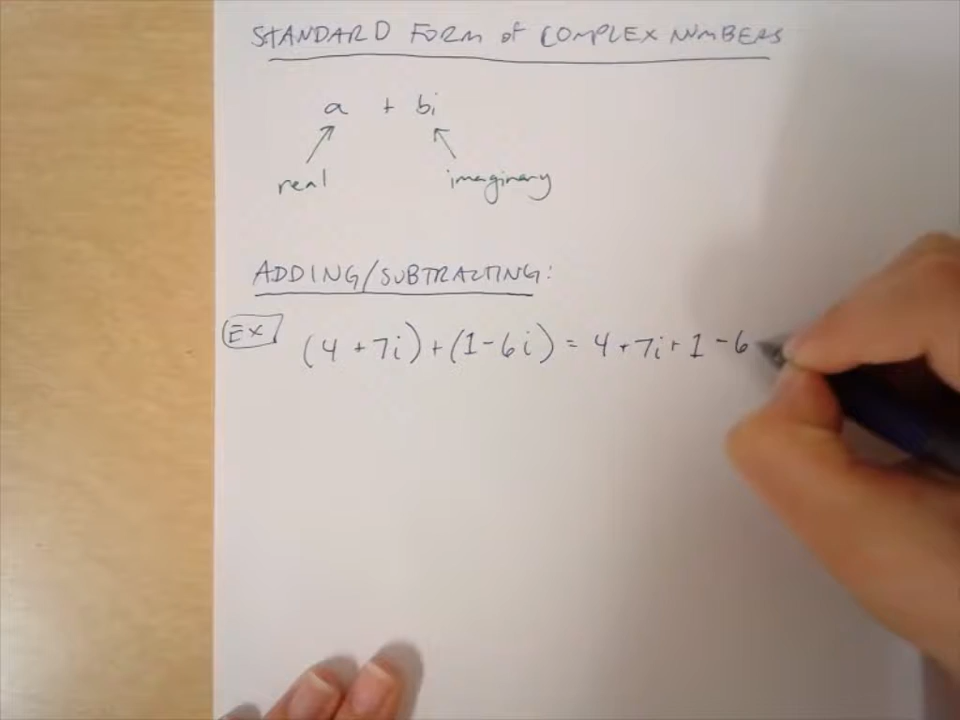 STANDARD FORM of COMPLEX NUMBERS
a + bi
real imaginary
ADDING/SUBTRACTING:
EX (4 + 7i) + (1 - 6i) = 4 + 7i + 1 - 6